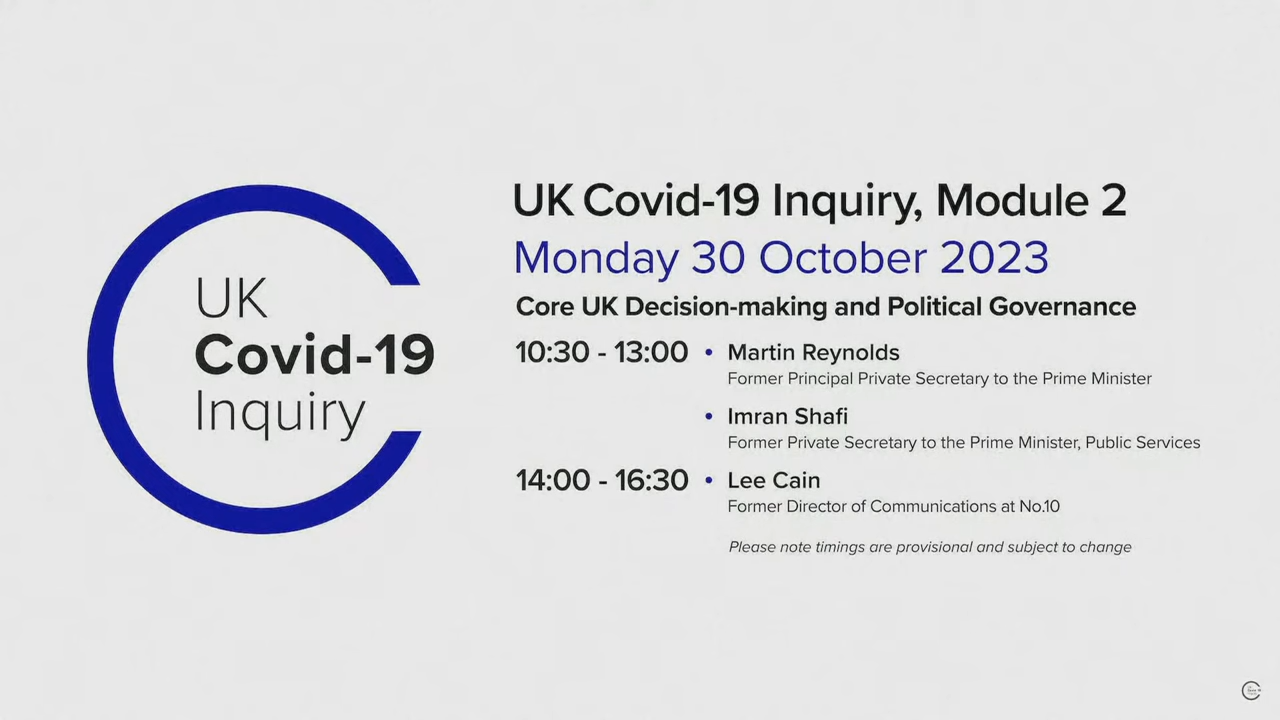 UK
Covid-19
Inquiry
UK Covid-19 Inquiry, Module 2
Monday 30 October 2023
Core UK Decision-making and Political Governance
10:30 - 13:00 • Martin Reynolds
Former Principal Private Secretary to the Prime Minister
• Imran Shafi
Former Private Secretary to the Prime Minister, Public Services
14:00 - 16:30 • Lee Cain
Former Director of Communications at No.10
Please note timings are provisional and subject to change